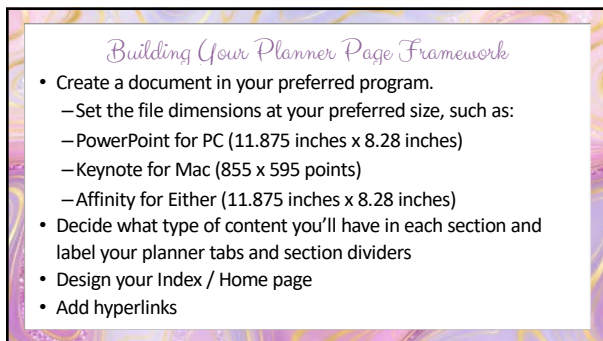 Building Your Planner Page Framework
• Create a document in your preferred program.
–Set the file dimensions at your preferred size, such as:
–PowerPoint for PC (11.875 inches x 8.28 inches)
–Keynote for Mac (855 x 595 points)
–Affinity for Either (11.875 inches x 8.28 inches)
• Decide what type of content you’ll have in each section and
label your planner tabs and section dividers
• Design your Index / Home page
• Add hyperlinks